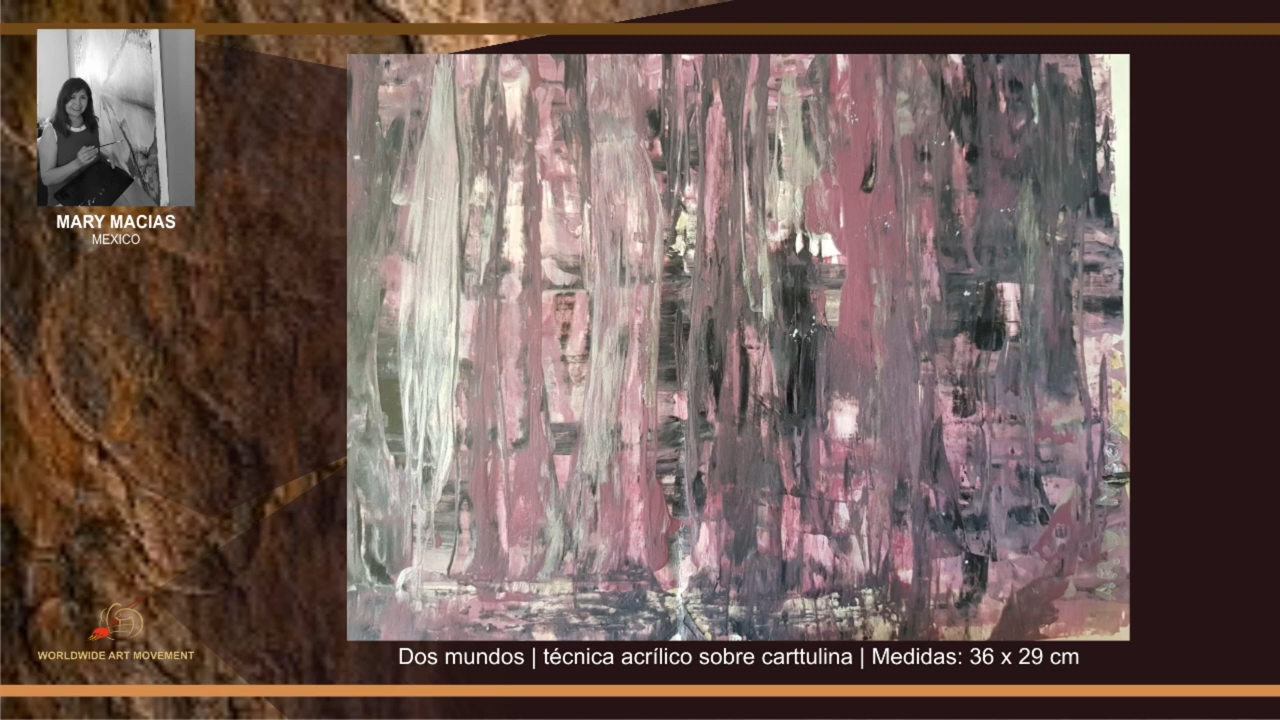 MARY MACIAS
MEXICO
WORLDWIDE ART MOVEMENT
Dos mundos | técnica acrílico sobre carttulina | Medidas: 36 x 29 cm